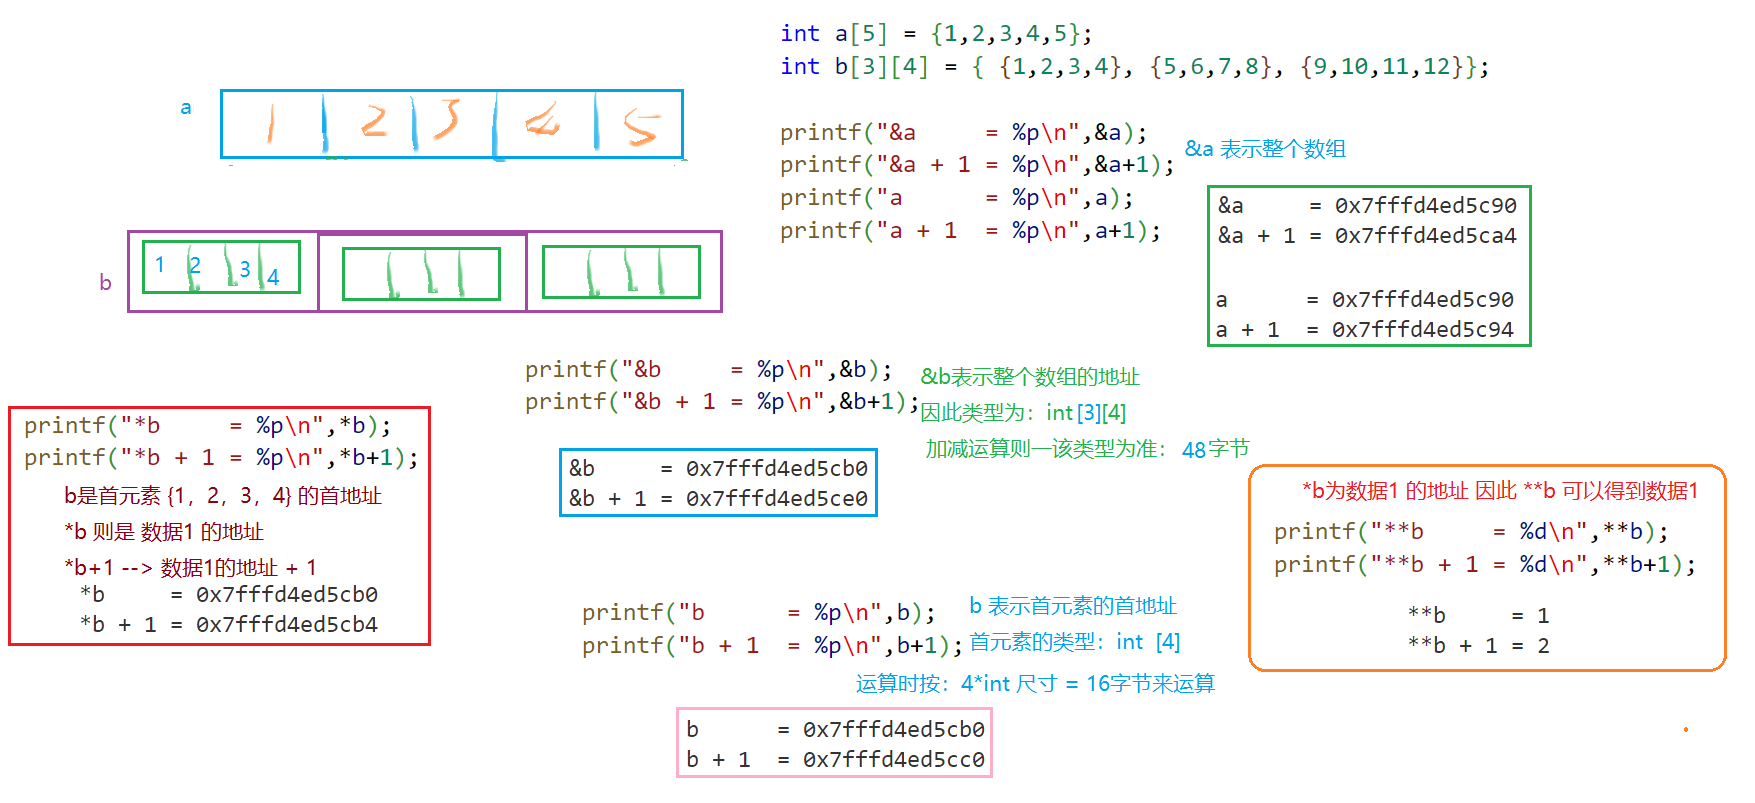 int a[5] = {1,2,3,4,5};
int b[3][4] = { {1,2,3,4}, {5,6,7,8}, {9,10,11,12}};
a
1 2 3 4 5
printf("&a      = %p\n",&a);
printf("&a + 1 = %p\n",&a+1);
printf("a      = %p\n",a);
printf("a + 1  = %p\n",a+1);
&a 表示整个数组
&a     = 0x7fffd4ed5c90
&a + 1 = 0x7fffd4ed5ca4
a      = 0x7fffd4ed5c90
a + 1  = 0x7fffd4ed5c94
b
1 2 3 4
printf("&b     = %p\n",&b);
printf("&b + 1 = %p\n",&b+1);
&b表示整个数组的地址
因此类型为：int [3][4]
加减运算则一该类型为准： 48字节
&b     = 0x7fffd4ed5cb0
&b + 1 = 0x7fffd4ed5ce0
printf("*b     = %p\n",*b);
printf("*b + 1 = %p\n",*b+1);
b是首元素 {1，2，3，4} 的首地址
*b 则是 数据1 的地址
*b+1 --> 数据1的地址 + 1
*b     = 0x7fffd4ed5cb0
*b + 1 = 0x7fffd4ed5cb4
*b为数据1 的地址 因此 **b 可以得到数据1
printf("**b     = %d\n",**b);
printf("**b + 1 = %d\n",**b+1);
**b     = 1
**b + 1 = 2
printf("b      = %p\n",b);
printf("b + 1  = %p\n",b+1);
b 表示首元素的首地址
首元素的类型：int [4]
运算时按：4*int 尺寸 = 16字节来运算
b      = 0x7fffd4ed5cb0
b + 1  = 0x7fffd4ed5cc0